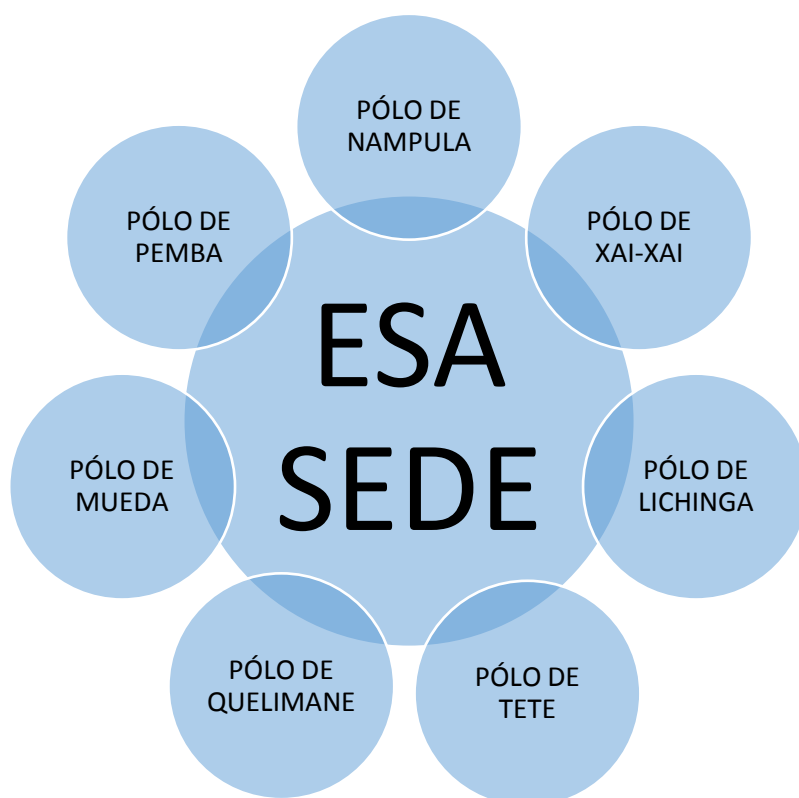 PÓLO DE
NAMPULA
PÓLO DE
PEMBA
PÓLO DE
XAI-XAI
ESA
SEDE
PÓLO DE
MUEDA
PÓLO DE
LICHINGA
PÓLO DE
QUELIMANE
PÓLO DE
TETE